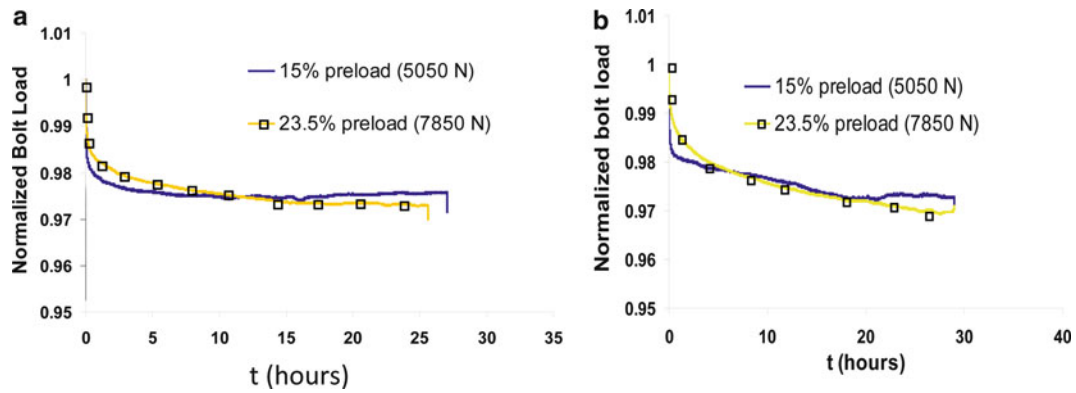 a
1.01
1
0.99
0.98
0.97
0.96
0.95
Normalized Bolt Load
15% preload (5050 N)
23.5% preload (7850 N)
0 5 10 15 20 25 30 35
t (hours)
b
1.01
1
0.99
0.98
0.97
0.96
0.95
Normalized bolt load
15% preload (5050 N)
23.5% preload (7850 N)
0 10 20 30 40
t (hours)